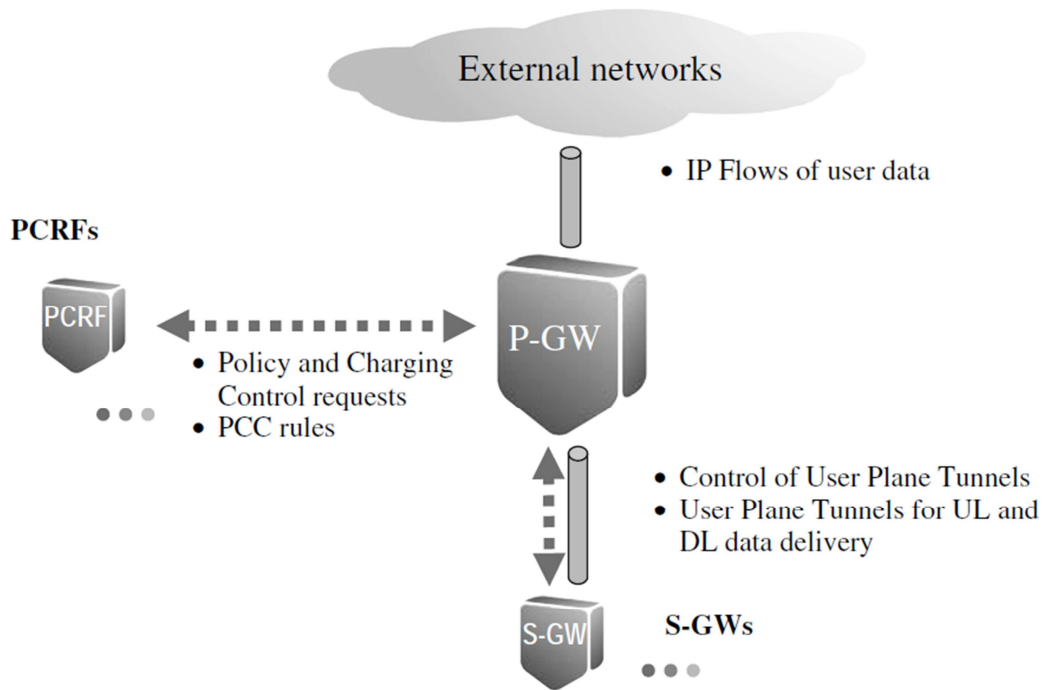 External networks
• IP Flows of user data
PCRFs
PCRF
P-GW
• Policy and Charging
Control requests
• PCC rules
• Control of User Plane Tunnels
• User Plane Tunnels for UL and
DL data delivery
S-GW
S-GWs